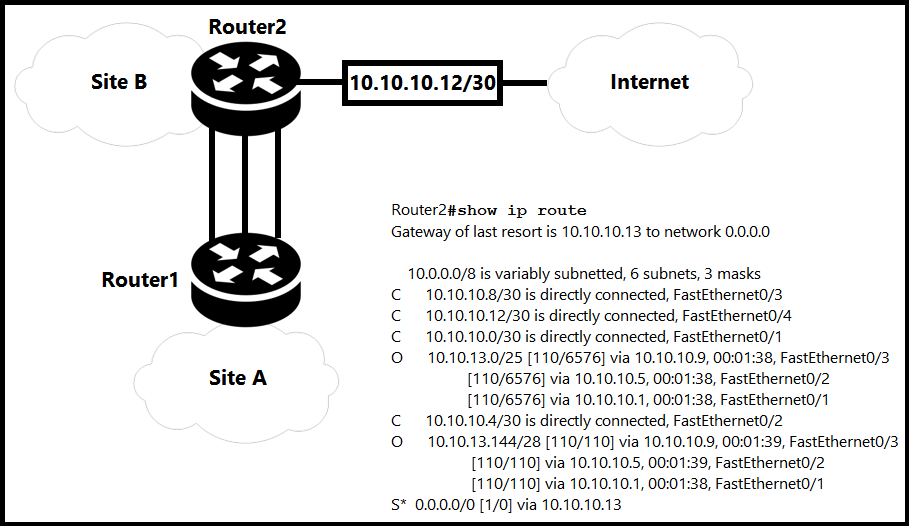 Router2
Site B
10.10.10.12/30
Internet
Router1
Site A
Router2#show ip route
Gateway of last resort is 10.10.10.13 to network 0.0.0.0
10.0.0.0/8 is variably subnetted, 6 subnets, 3 masks
C 10.10.10.8/30 is directly connected, FastEthernet0/3
C 10.10.10.12/30 is directly connected, FastEthernet0/4
C 10.10.10.0/30 is directly connected, FastEthernet0/1
O 10.10.13.0/25 [110/6576] via 10.10.10.9, 00:01:38, FastEthernet0/3
[110/6576] via 10.10.10.5, 00:01:38, FastEthernet0/2
[110/6576] via 10.10.10.1, 00:01:38, FastEthernet0/1
C 10.10.10.4/30 is directly connected, FastEthernet0/2
O 10.10.13.144/28 [110/110] via 10.10.10.9, 00:01:39, FastEthernet0/3
[110/110] via 10.10.10.5, 00:01:39, FastEthernet0/2
[110/110] via 10.10.10.1, 00:01:38, FastEthernet0/1
S* 0.0.0.0/0 [1/0] via 10.10.10.13